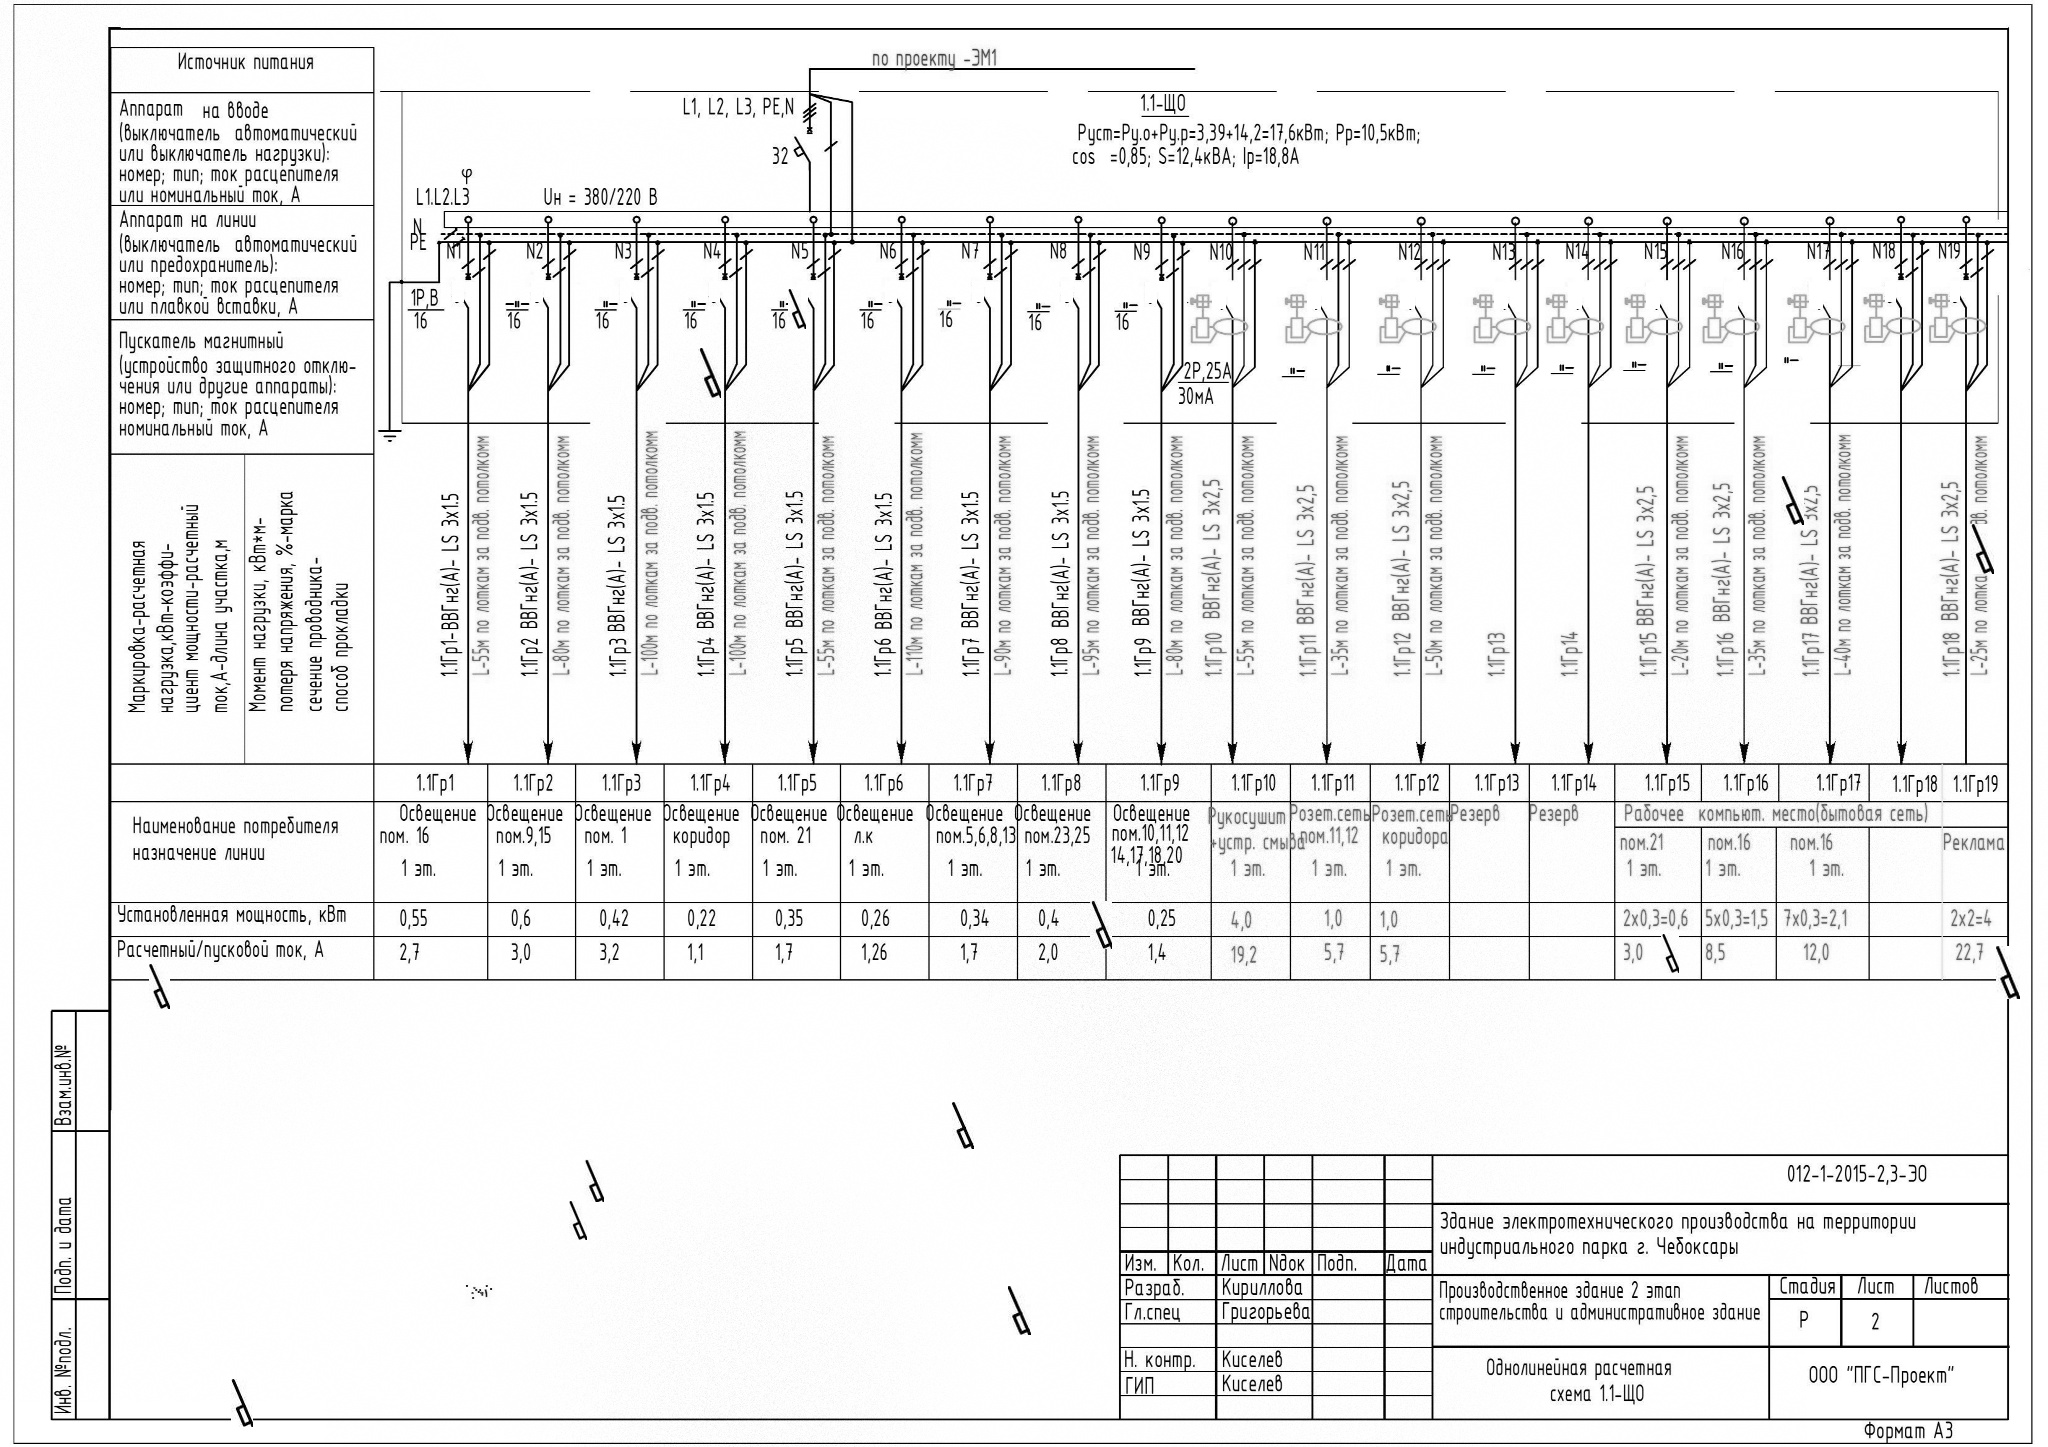 Источник питания
Аппарат на вводе
(выключатель автоматический
или выключатель нагрузки):
номер; тип; ток расцепителя
или номинальный ток, А
Аппарат на линии
(выключатель автоматический
или предохранитель):
номер; тип; ток расцепителя
или плавкой вставки, А
Пускатель магнитный
(устройство защитного отклю-
чения или другие аппараты):
номер; тип; ток расцепителя
номинальный ток, А
Маркировка-расчетная
нагрузка,кВт-коэффи-
циент мощности-расчетный
ток,А-длина участка,м
Момент нагрузки, кВт*м-
потеря напряжения, %-марка
сечение проводника-
способ прокладки
по проекту -ЭМ1
L1, L2, L3, PE,N
32
1.1-ЩО
Руст=Ру.о+Ру.р=3,39+14,2=17,6кВт; Рр=10,5кВт;
cos =0,85; S=12,4кВА; Iр=18,8А
φ
L1.L2.L3
Uн = 380/220 В
N
PE
N1 N2 N3 N4 N5 N6 N7 N8 N9 N10 N11 N12 N13 N14 N15 N16 N17 N18 N19
1Р,В
16
-"- 16
-"- 16
-"- 16
-"- 16
-"- 16
-"- 16
-"- 16
-"- 16
2Р,25А
30мА
-"- -"- -"- -"- -"- -"- -"-
1.1Гр1-ВВГнг(А)- LS 3х1.5
L-55м по лоткам за подв. потолкомм
1.1Гр2 ВВГнг(А)- LS 3х1.5
L-80м по лоткам за подв. потолкомм
1.1Гр3 ВВГнг(А)- LS 3х1.5
L-100м по лоткам за подв. потолкомм
1.1Гр4 ВВГнг(А)- LS 3х1.5
L-100м по лоткам за подв. потолкомм
1.1Гр5 ВВГнг(А)- LS 3х1.5
L-55м по лоткам за подв. потолкомм
1.1Гр6 ВВГнг(А)- LS 3х1.5
L-110м по лоткам за подв. потолкомм
1.1Гр7 ВВГнг(А)- LS 3х1.5
L-90м по лоткам за подв. потолкомм
1.1Гр8 ВВГнг(А)- LS 3х1.5
L-95м по лоткам за подв. потолкомм
1.1Гр9 ВВГнг(А)- LS 3х1.5
L-80м по лоткам за подв. потолкомм
1.1Гр10 ВВГнг(А)- LS 3х2,5
L-55м по лоткам за подв. потолкомм
1.1Гр11 ВВГнг(А)- LS 3х2,5
L-35м по лоткам за подв. потолкомм
1.1Гр12 ВВГнг(А)- LS 3х2,5
L-50м по лоткам за подв. потолкомм
1.1Гр13
1.1Гр14
1.1Гр15 ВВГнг(А)- LS 3х2,5
L-20м по лоткам за подв. потолкомм
1.1Гр16 ВВГнг(А)- LS 3х2,5
L-35м по лоткам за подв. потолкомм
1.1Гр17 ВВГнг(А)- LS 3х2,5
L-40м по лоткам за подв. потолкомм
1.1Гр18 ВВГнг(А)- LS 3х2,5
L-25м по лотка подв. потолкомм
1.1Гр1 1.1Гр2 1.1Гр3 1.1Гр4 1.1Гр5 1.1Гр6 1.1Гр7 1.1Гр8 1.1Гр9 1.1Гр10 1.1Гр11 1.1Гр12 1.1Гр13 1.1Гр14 1.1Гр15 1.1Гр16 1.1Гр17 1.1Гр18 1.1Гр19
Наименование потребителя
назначение линии
Освещение
пом. 16
1 эт.
Освещение
пом.9,15
1 эт.
Освещение
пом. 1
1 эт.
Освещение
коридор
1 эт.
Освещение
пом. 21
1 эт.
Освещение
л.к
1 эт.
Освещение
пом.5,6,8,13
1 эт.
Освещение
пом.23,25
1 эт.
Освещение
пом.10,11,12
14,17,18,20
1 эт.
Рукосушит
+устр. смыва
1 эт.
Розет.сеть
пом.11,12
1 эт.
Розет.сеть
коридора
1 эт.
Резерв
Резерв
Рабочее компьют. место(бытовая сеть)
пом.21
1 эт.
пом.16
1 эт.
пом.16
1 эт.
Реклама
Установленная мощность, кВт
0,55 0,6 0,42 0,22 0,35 0,26 0,34 0,4 0,25 4,0 1,0 1,0 2х0,3=0,6 5х0,3=1,5 7х0,3=2,1 2х2=4
Расчетный/пусковой ток, А
2,7 3,0 3,2 1,1 1,7 1,26 1,7 2,0 1,4 19,2 5,7 5,7 3,0 8,5 12,0 22,7
Взам.инв.№
Подп. и дата
Инв. №подл.
012-1-2015-2,3-ЭО
Здание электротехнического производства на территории
индустриального парка г. Чебоксары
Изм. Кол. Лист Nдок Подп. Дата
Разраб. Кириллова
Гл.спец Григорьева
Н. контр. Киселев
ГИП Киселев
Производственное здание 2 этап
строительства и административное здание
Стадия Лист Листов
Р 2
Однолинейная расчетная
схема 1.1-ЩО
ООО "ПГС-Проект"
Формат А3